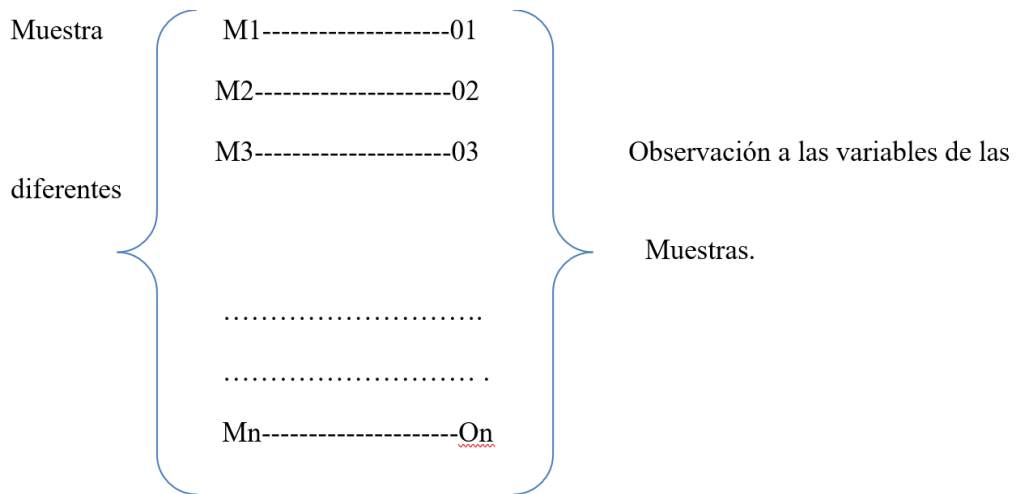 Muestra M1---------------------01
M2----------------------02
M3----------------------03 Observación a las variables de las
diferentes
Muestras.
………………………….
……………………… .
Mn----------------------On